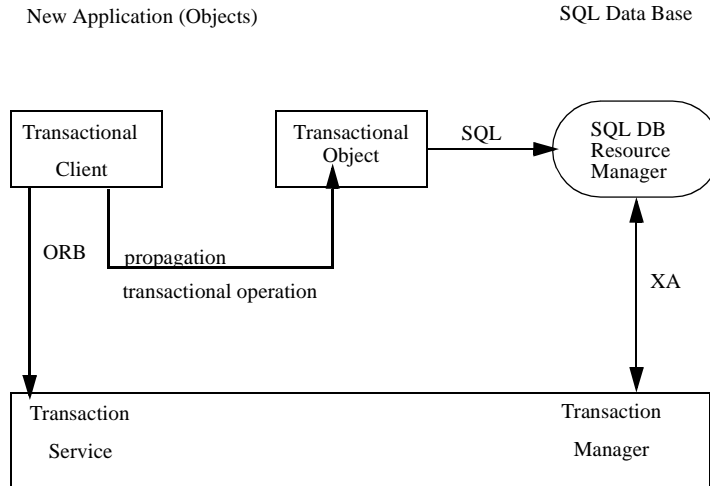 New Application (Objects)
SQL Data Base
Transactional
Client
Transactional
Object
SQL
SQL DB
Resource
Manager
ORB
propagation
transactional operation
XA
Transaction
Service
Transaction
Manager